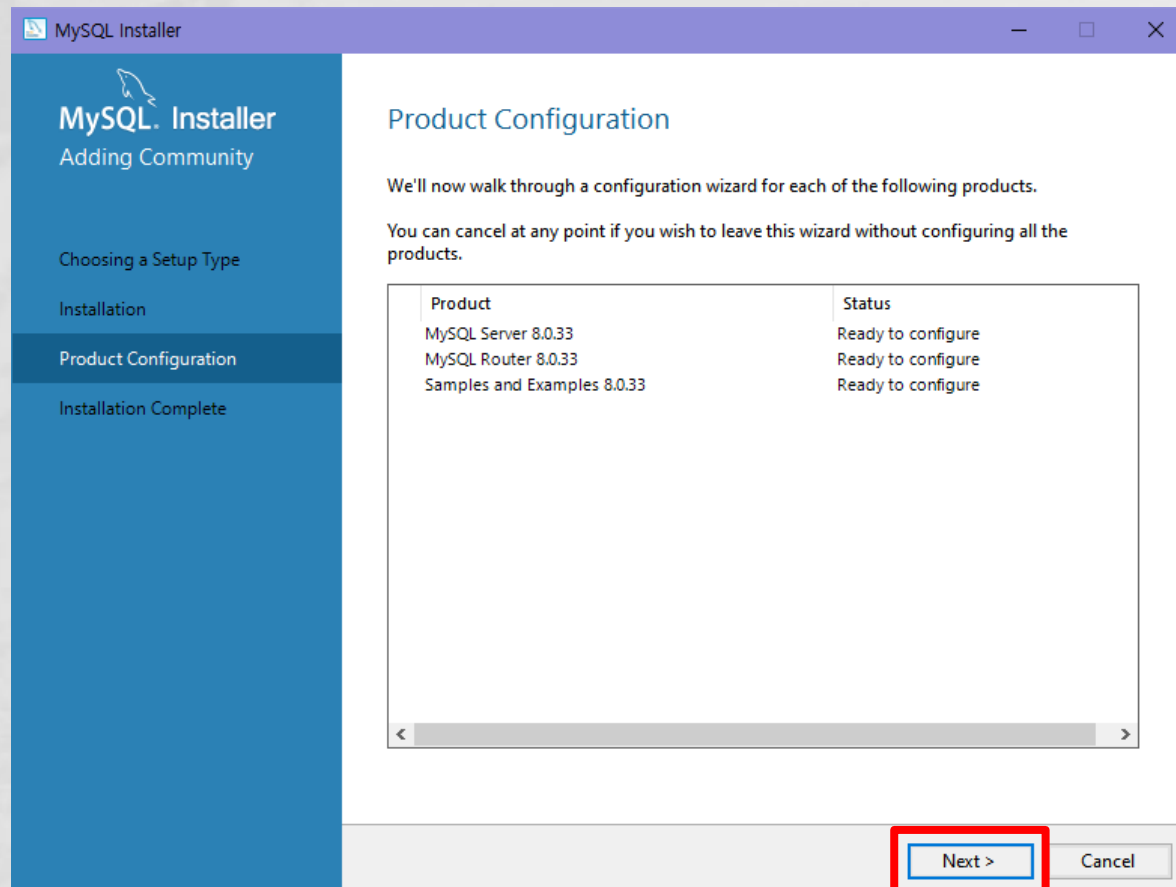 MySQL Installer
MySQL. Installer
Adding Community
Choosing a Setup Type
Installation
Product Configuration
Installation Complete
Product Configuration
We'll now walk through a configuration wizard for each of the following products.
You can cancel at any point if you wish to leave this wizard without configuring all the
products.
Product Status
MySQL Server 8.0.33 Ready to configure
MySQL Router 8.0.33 Ready to configure
Samples and Examples 8.0.33 Ready to configure
Next > Cancel